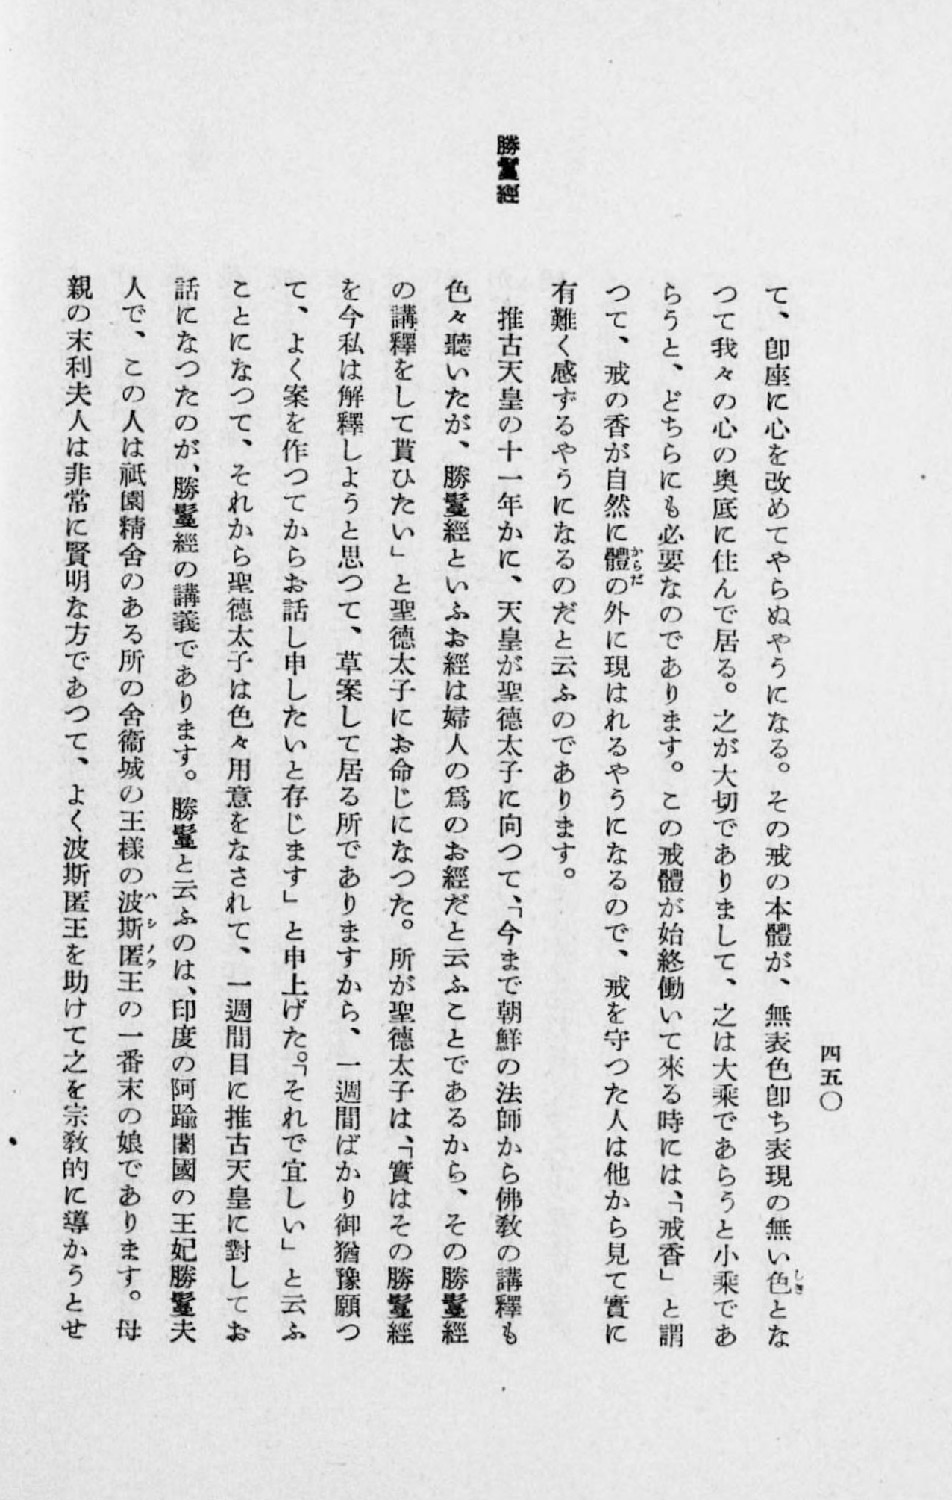 勝鬘經
四五〇
て、卽座に心を改めてやらぬやうになる。その戒の本體が、無表色卽ち表現の無い色とな
つて我々の心の奧底に住んで居る。之が大切でありまして、之は大乘であらうと小乘であ
らうと、どちらにも必要なのであります。この戒體が始終働いて來る時には、「戒香」と謂
つて、戒の香が自然に體の外に現はれるやうになるので、戒を守つた人は他から見て實に
有難く感ずるやうになるのだと云ふのであります。
推古天皇の十一年かに、天皇が聖德太子に向つて、「今まで朝鮮の法師から佛敎の講釋も
色々聽いたが、勝鬘經といふお經は婦人の爲のお經だと云ふことであるから、その勝鬘經
の講釋をして貰ひたい」と聖德太子にお命じになつた。所が聖德太子は、「實はその勝鬘經
を今私は解釋しようと思つて、草案して居る所でありますから、一週間ばかり御猶豫願つ
て、よく案を作つてからお話し申したいと存じます」と申上げた。「それで宜しい」と云ふ
ことになつて、それから聖德太子は色々用意をなされて、一週間目に推古天皇に對してお
話になつたのが、勝鬘經の講義であります。勝鬘と云ふのは、印度の阿踰闍國の王妃勝鬘夫
人で、この人は祇園精舍のある所の舍衞城の王樣の波斯匿王の一番末の娘であります。母
親の末利夫人は非常に賢明な方であつて、よく波斯匿王を助けて之を宗敎的に導かうとせ